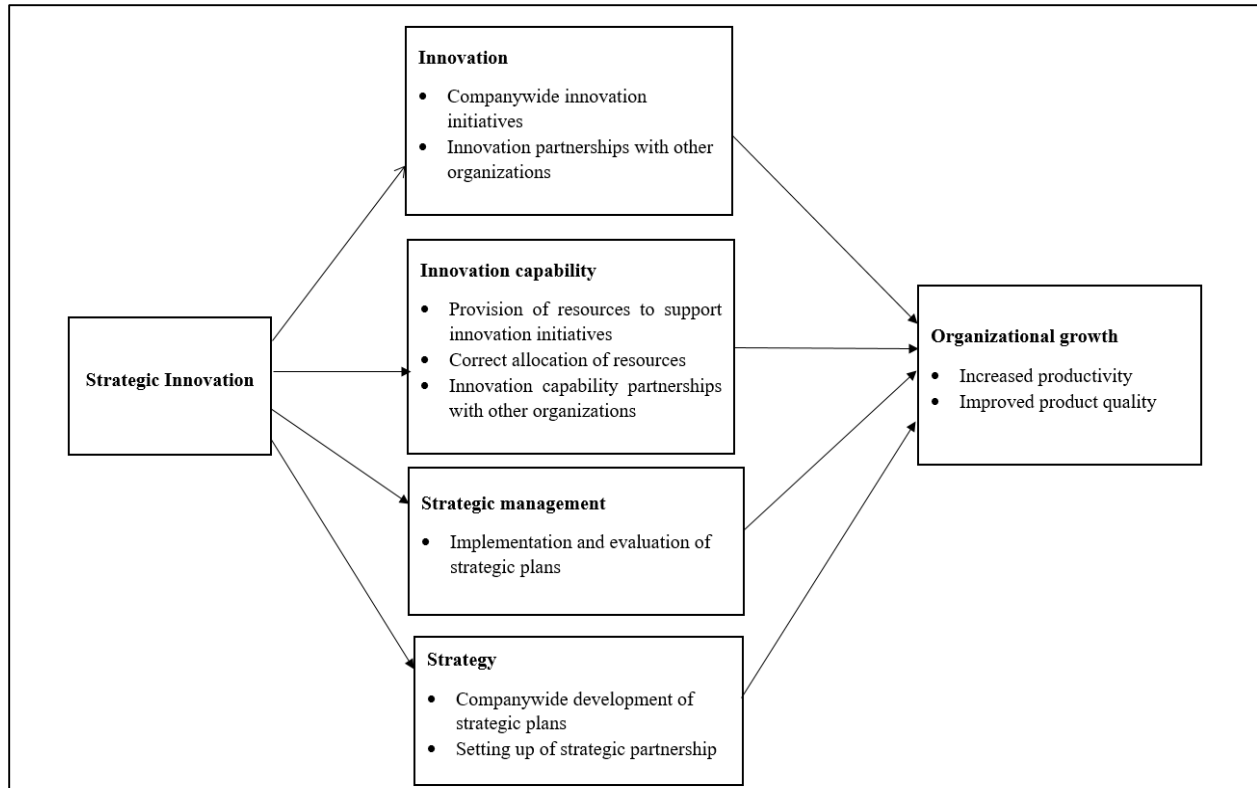 Innovation
• Companywide innovation
initiatives
• Innovation partnerships with other
organizations
Innovation capability
• Provision of resources to support
innovation initiatives
• Correct allocation of resources
• Innovation capability partnerships
with other organizations
Strategic Innovation
Strategic management
• Implementation and evaluation of
strategic plans
Strategy
• Companywide development of
strategic plans
• Setting up of strategic partnership
Organizational growth
• Increased productivity
• Improved product quality